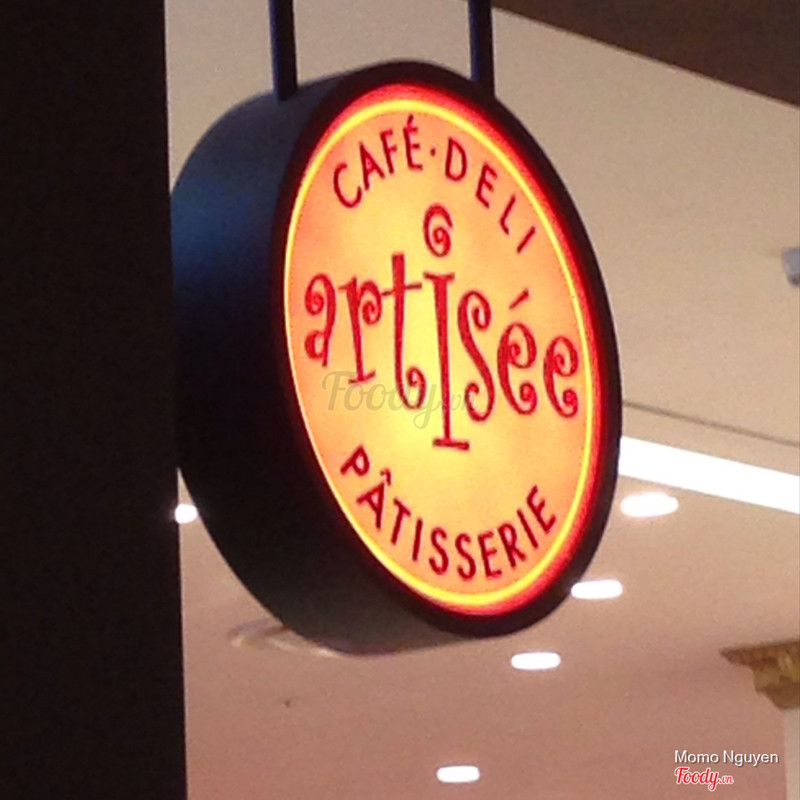 CAFÉ·DELI
artisée
PÂTISSERIE
Foody.vn
Momo Nguyen
Foody.vn